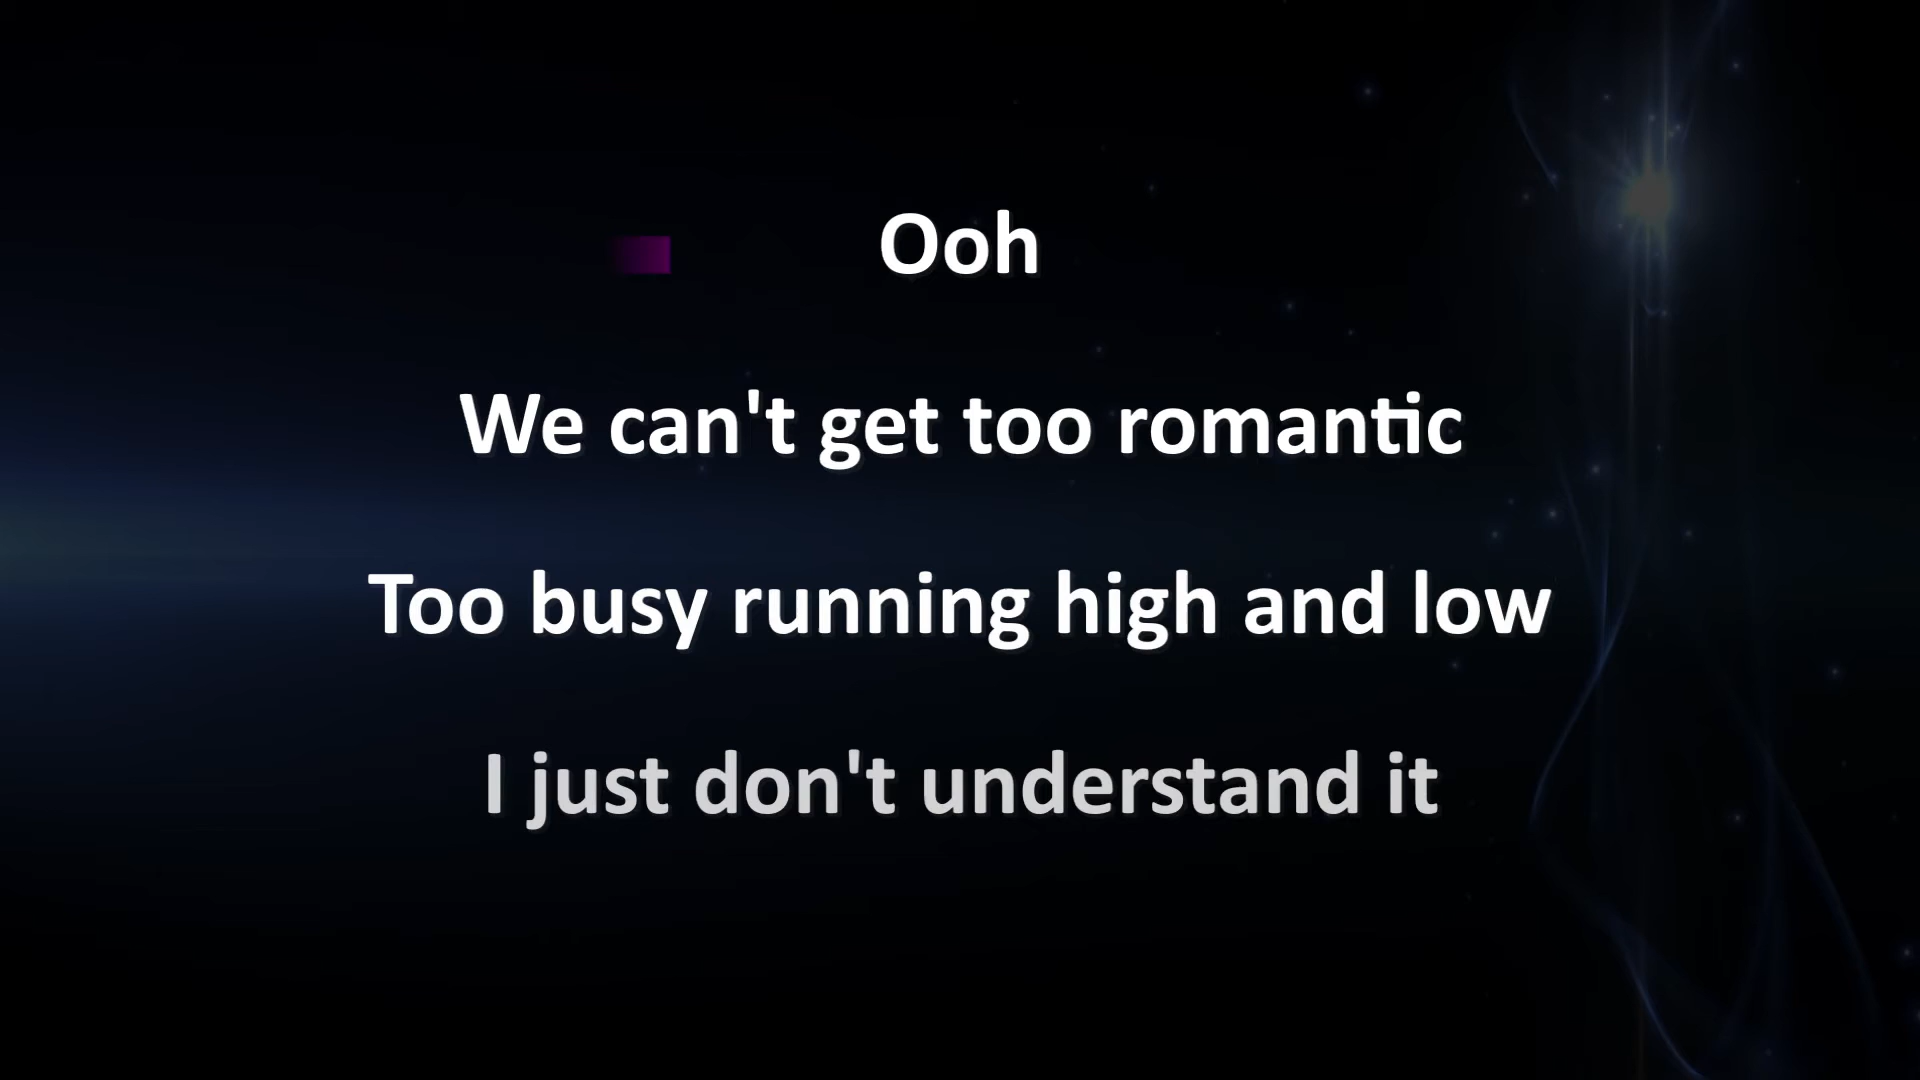 Ooh
We can't get too romantic
Too busy running high and low
I just don't understand it